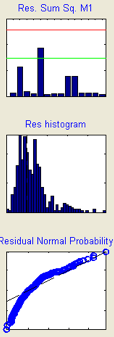 Res. Sum Sq. M1
Res histogram
Residual Normal Probability